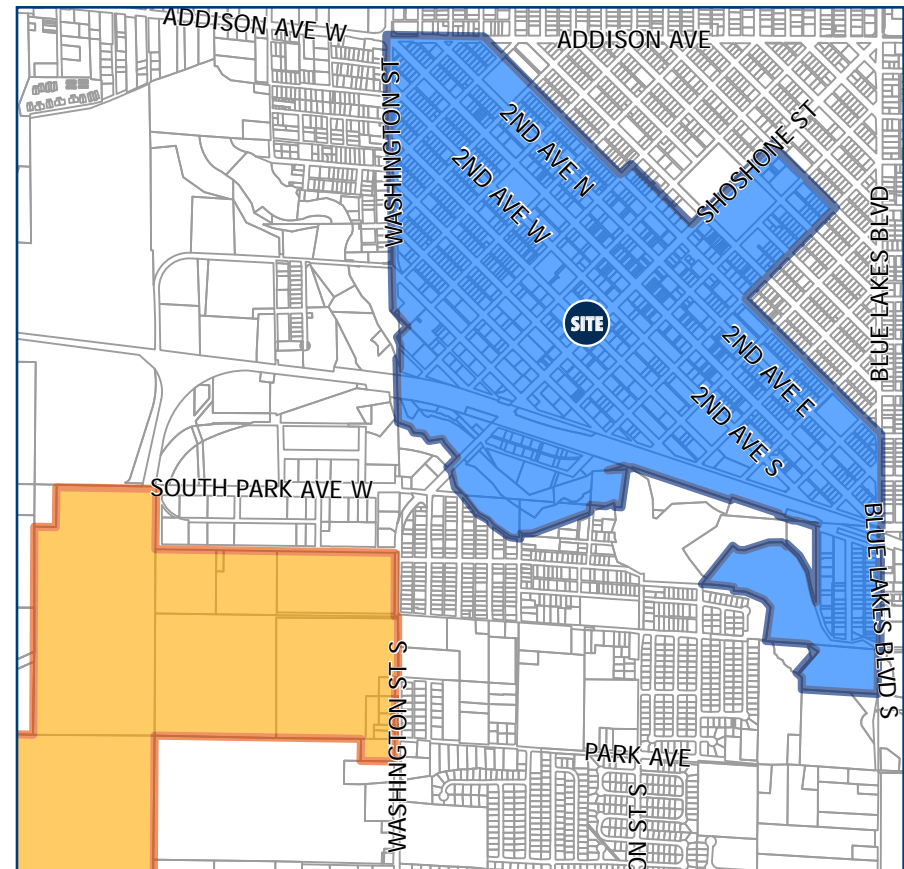 ADDISON AVE W
ADDISON AVE
WASHINGTON ST
2ND AVE N
2ND AVE W
SHOSHONE ST
BLUE LAKES BLVD
SITE
2ND AVE E
2ND AVE S
SOUTH PARK AVE W
BLUE LAKES BLVD S
WASHINGTON ST S
PARK AVE